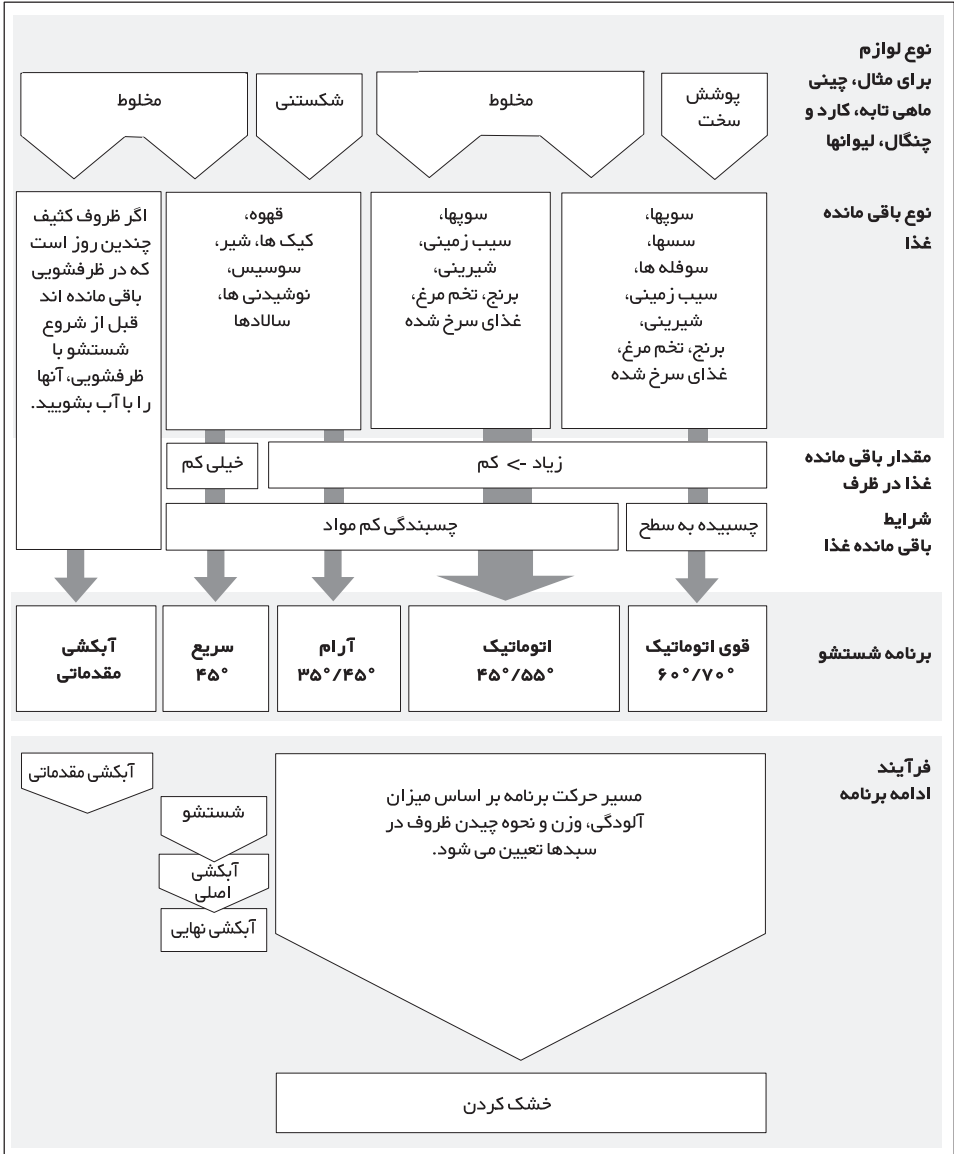 نوع لوازم
برای مثال، چینی
ماهی تابه، کارد و
چنگال، لیوانها
پوشش
سخت
مخلوط
شکستنی
مخلوط
نوع باقی مانده
غذا
سوپها،
سسها،
سوفله ها،
سیب زمینی،
شیرینی،
برنج، تخم مرغ،
غذای سرخ شده
سوپها،
سیب زمینی،
شیرینی،
برنج، تخم مرغ،
غذای سرخ شده
قهوه،
کیک ها، شیر،
سوسیس،
نوشیدنی ها،
سالادها
اگر ظروف کثیف
چندین روز است
که در ظرفشویی
باقی مانده اند
قبل از شروع
شستشو با
ظرفشویی، آنها
را با آب بشویید.
مقدار باقی مانده
غذا در ظرف
زیاد -> کم
خیلی کم
شرایط
باقی مانده غذا
چسبیده به سطح
چسبندگی کم مواد
برنامه شستشو
قوی اتوماتیک
۶۰°/۷۰°
اتوماتیک
۴۵°/۵۵°
آرام
۳۵°/۴۵°
سریع
۴۵°
آبکشی
مقدماتی
فرآیند
ادامه برنامه
مسیر حرکت برنامه بر اساس میزان
آلودگی، وزن و نحوه چیدن ظروف در
سبدها تعیین می شود.
شستشو
آبکشی
اصلی
آبکشی نهایی
آبکشی مقدماتی
خشک کردن